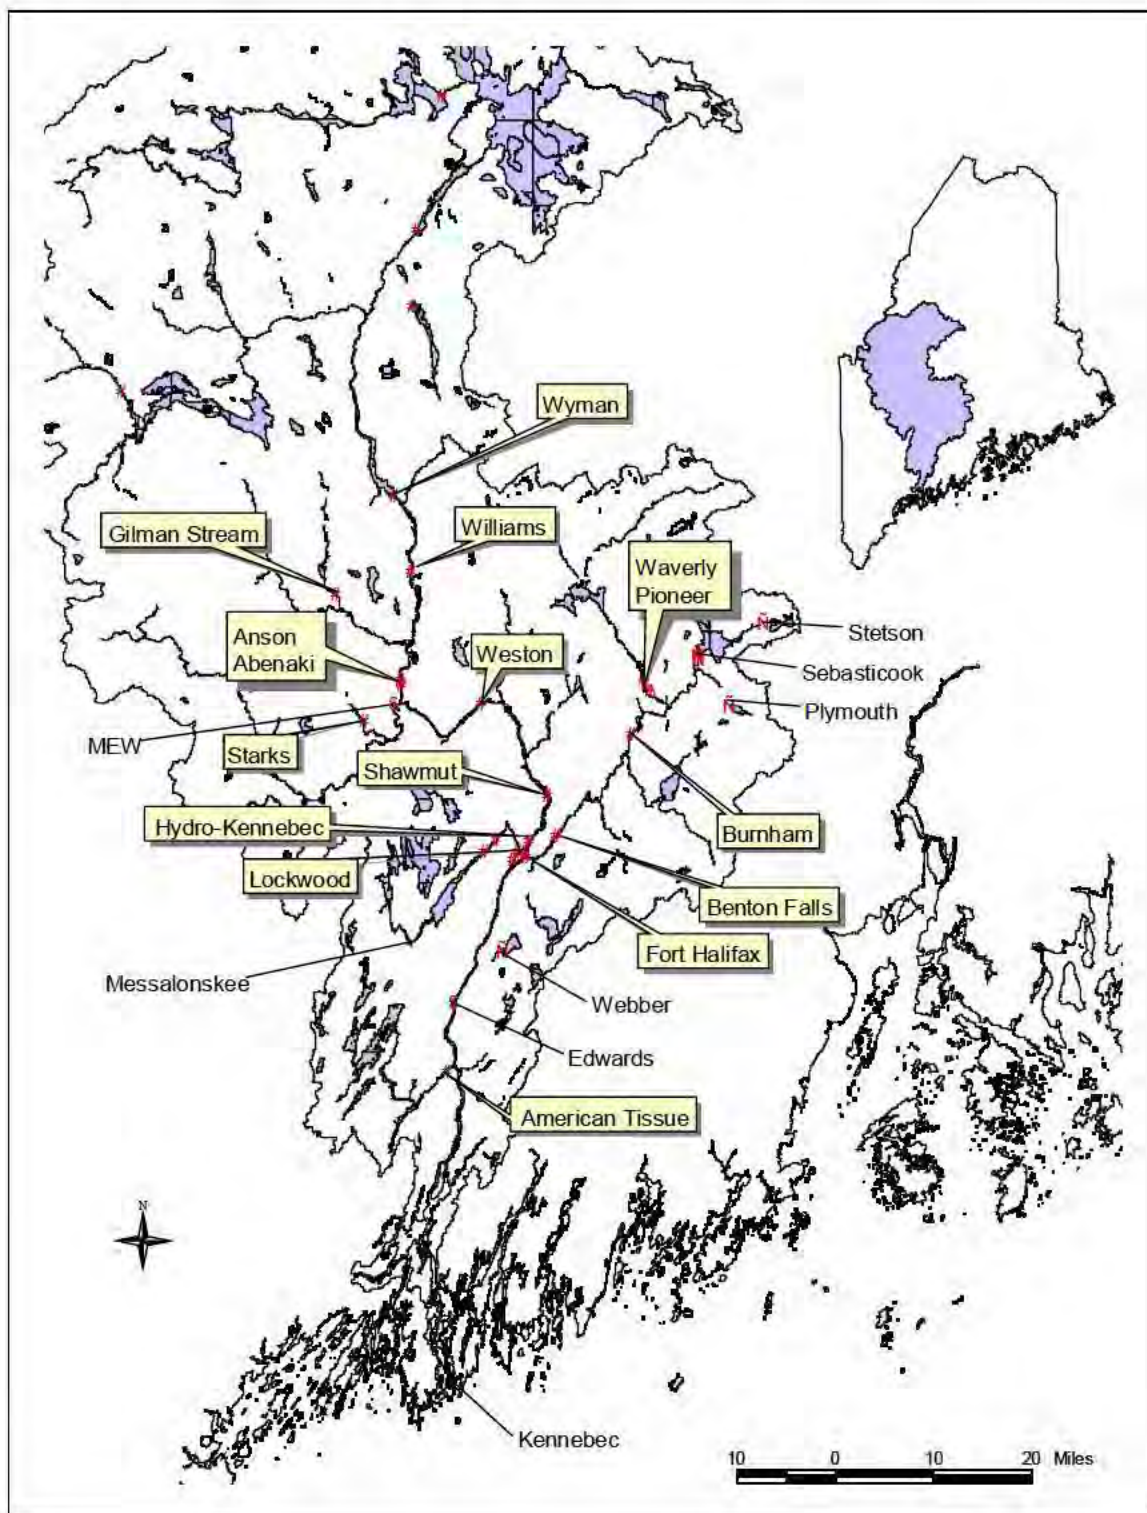 Wyman
Gilman Stream
Williams
Waverly
Pioneer
Stetson
Anson
Abenaki
Weston
Sebasticook
Plymouth
MEW
Starks
Shawmut
Hydro-Kennebec
Burnham
Lockwood
Benton Falls
Fort Halifax
Messalonskee
Webber
Edwards
American Tissue
N
Kennebec
10 0 10 20 Miles